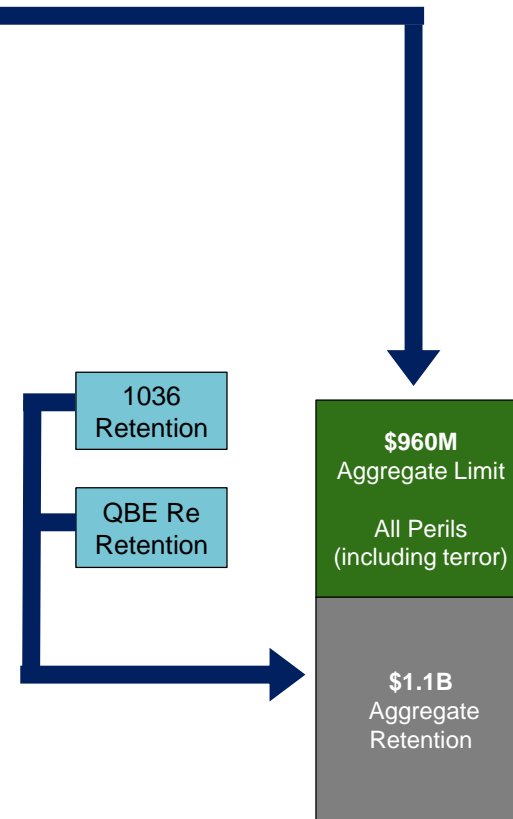 1036
Retention
QBE Re
Retention
$960M
Aggregate Limit
All Perils
(including terror)
$1.1B
Aggregate
Retention